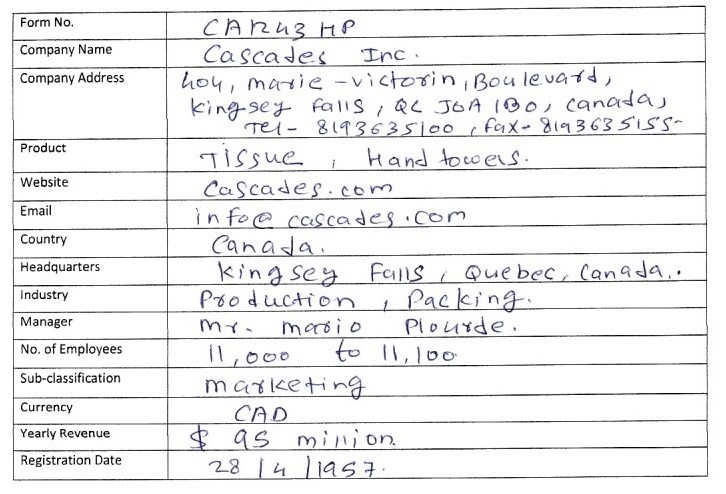 Form No. CAR43 HP
Company Name Cascades Inc.
Company Address 404, marie-victorin, Boulevard,
kingsey Falls, QC J0A 1B0, Canada,
Tel- 8193635100, fax- 8193635155-
Product Tissue, Hand towels.
Website Cascades.com
Email info@cascades.com
Country Canada.
Headquarters kingsey Falls, Quebec, Canada..
Industry Production, Packing.
Manager mr. mario Plourde.
No. of Employees 11,000 to 11,100
Sub-classification marketing
Currency CAD
Yearly Revenue $ 95 million
Registration Date 28/4/1957.